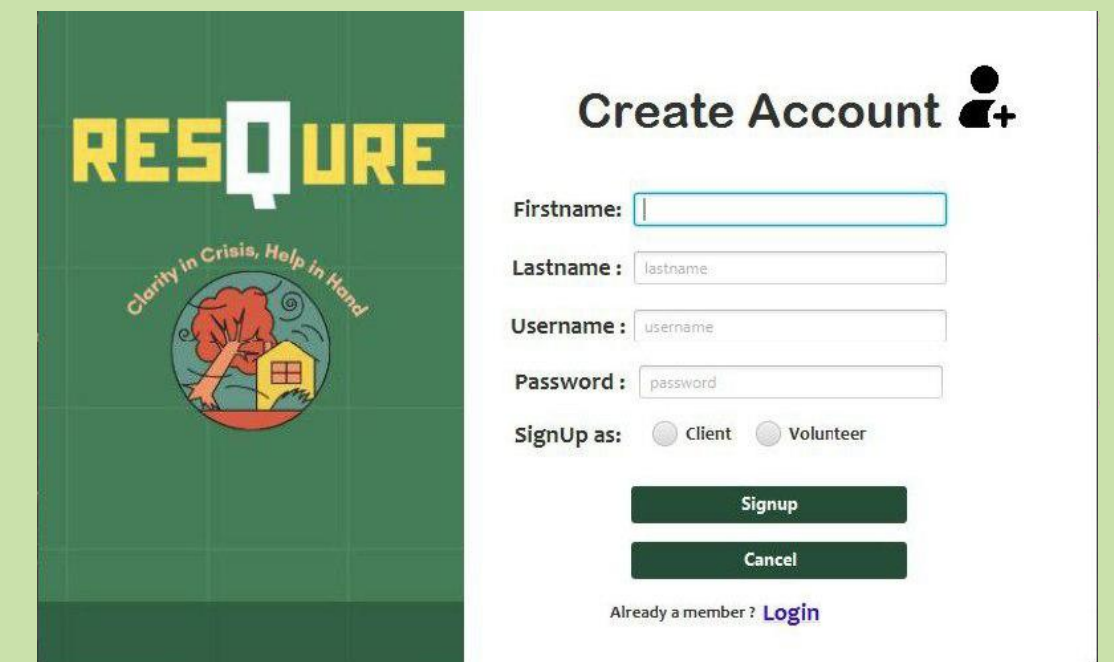 RESQURE
Clarity in Crisis, Help in Hand
Create Account
Firstname:
Lastname : lastname
Username : username
Password : password
SignUp as: Client Volunteer
Signup
Cancel
Already a member ? Login